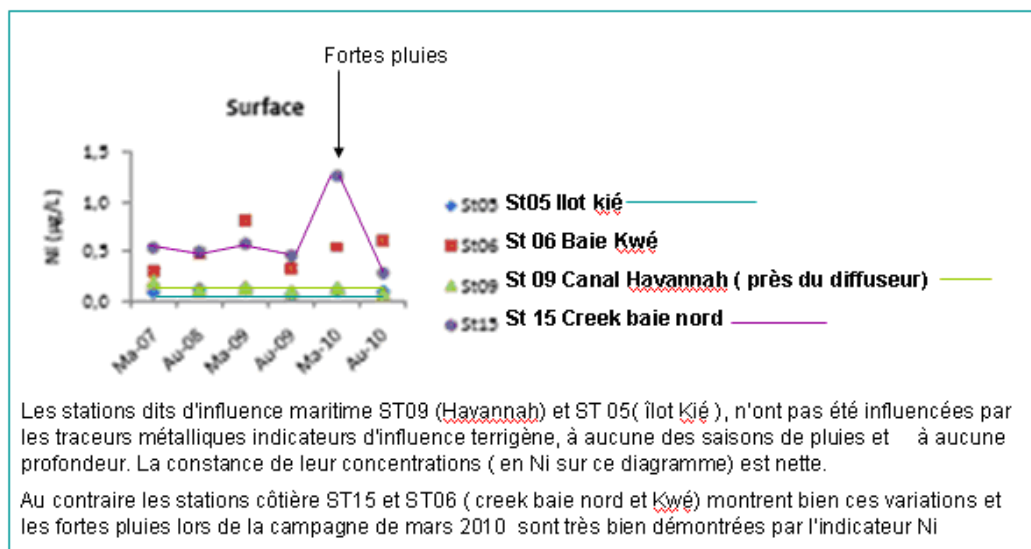 Fortes pluies
Surface
1,5
1,0
0,5
0,0
Ni (µg/L)
Ma-07
Au-08
Ma-09
Au-09
Ma-10
Au-10
St05 St05 Ilot kié
St06 St 06 Baie Kwé
St09 St 09 Canal Havannah ( près du diffuseur)
St15 St 15 Creek baie nord
Les stations dits d'influence maritime ST09 (Havannah) et ST 05( îlot Kié ), n'ont pas été influencées par
les traceurs métalliques indicateurs d'influence terrigène, à aucune des saisons de pluies et à aucune
profondeur. La constance de leur concentrations ( en Ni sur ce diagramme) est nette.
Au contraire les stations côtière ST15 et ST06 ( creek baie nord et Kwé) montrent bien ces variations et
les fortes pluies lors de la campagne de mars 2010 sont très bien démontrées par l'indicateur Ni